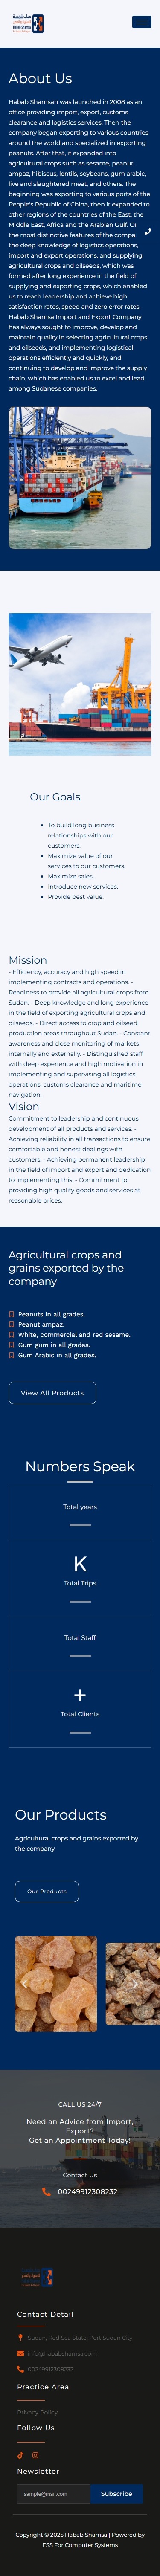 About Us
Habab Shamsah was launched in 2008 as an
office providing import, export, customs
clearance and logistics services. Then the
company began exporting to various countries
around the world and specialized in exporting
peanuts. After that, it expanded into
agricultural crops such as sesame, peanut
ampaz, hibiscus, lentils, soybeans, gum arabic,
live and slaughtered meat, and others. The
beginning was exporting to various ports of the
People's Republic of China, then it expanded to
other regions of the countries of the East, the
Middle East, Africa and the Arabian Gulf. One of
the most distinctive features of the company is
the deep knowledge of logistics operations,
import and export operations, and supplying
agricultural crops and oilseeds, which was
formed after long experience in the field of
supplying and exporting crops, which enabled
us to reach leadership and achieve high
satisfaction rates, speed and zero error rates.
Habab Shamsa Import and Export Company
has always sought to improve, develop and
maintain quality in selecting agricultural crops
and oilseeds, and implementing logistical
operations efficiently and quickly, and
continuing to develop and improve the supply
chain, which has enabled us to excel and lead
among Sudanese companies.
Our Goals
To build long business
relationships with our
customers.
Maximize value of our
services to our customers.
Maximize sales.
Introduce new services.
Provide best value.
Mission
- Efficiency, accuracy and high speed in
implementing contracts and operations. -
Readiness to provide all agricultural crops from
Sudan. - Deep knowledge and long experience
in the field of exporting agricultural crops and
oilseeds. - Direct access to crop and oilseed
production areas throughout Sudan. - Constant
awareness and close monitoring of markets
internally and externally. - Distinguished staff
with deep experience and high motivation in
implementing and supervising all logistics
operations, customs clearance and maritime
navigation.
Vision
Commitment to leadership and continuous
development of all products and services. -
Achieving reliability in all transactions to ensure
comfortable and honest dealings with
customers. - Achieving permanent leadership
in the field of import and export and dedication
to implementing this. - Commitment to
providing high quality goods and services at
reasonable prices.
Agricultural crops and
grains exported by the
company
Peanuts in all grades.
Peanut ampaz.
White, commercial and red sesame.
Gum gum in all grades.
Gum Arabic in all grades.
View All Products
Numbers Speak
Total years
K
Total Trips
Total Staff
+
Total Clients
Our Products
Agricultural crops and grains exported by
the company
Our Products
CALL US 24/7
Need an Advice from Import,
Export?
Get an Appointment Today!
Contact Us
00249912308232
Contact Detail
Sudan, Red Sea State, Port Sudan City
info@hababshamsa.com
00249912308232
Practice Area
Privacy Policy
Follow Us
Newsletter
sample@mail.com
Subscribe
Copyright © 2025 Habab Shamsa | Powered by
ESS For Computer Systems